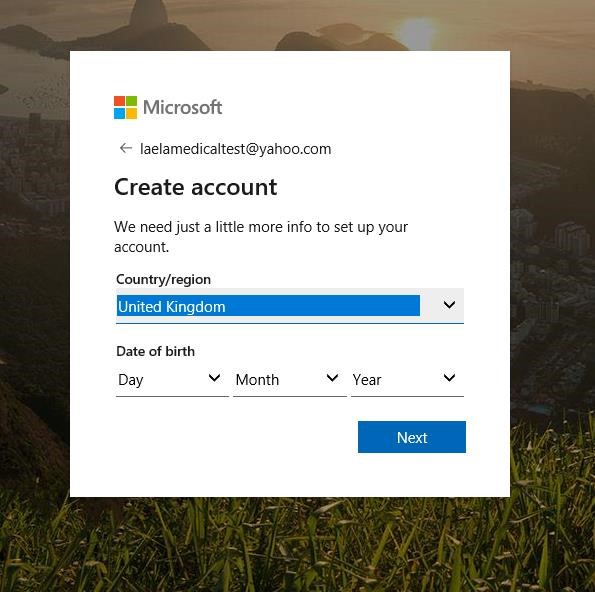 Microsoft
laelamedicaltest@yahoo.com
Create account
We need just a little more info to set up your
account.
Country/region
United Kingdom
Date of birth
Day Month Year
Next